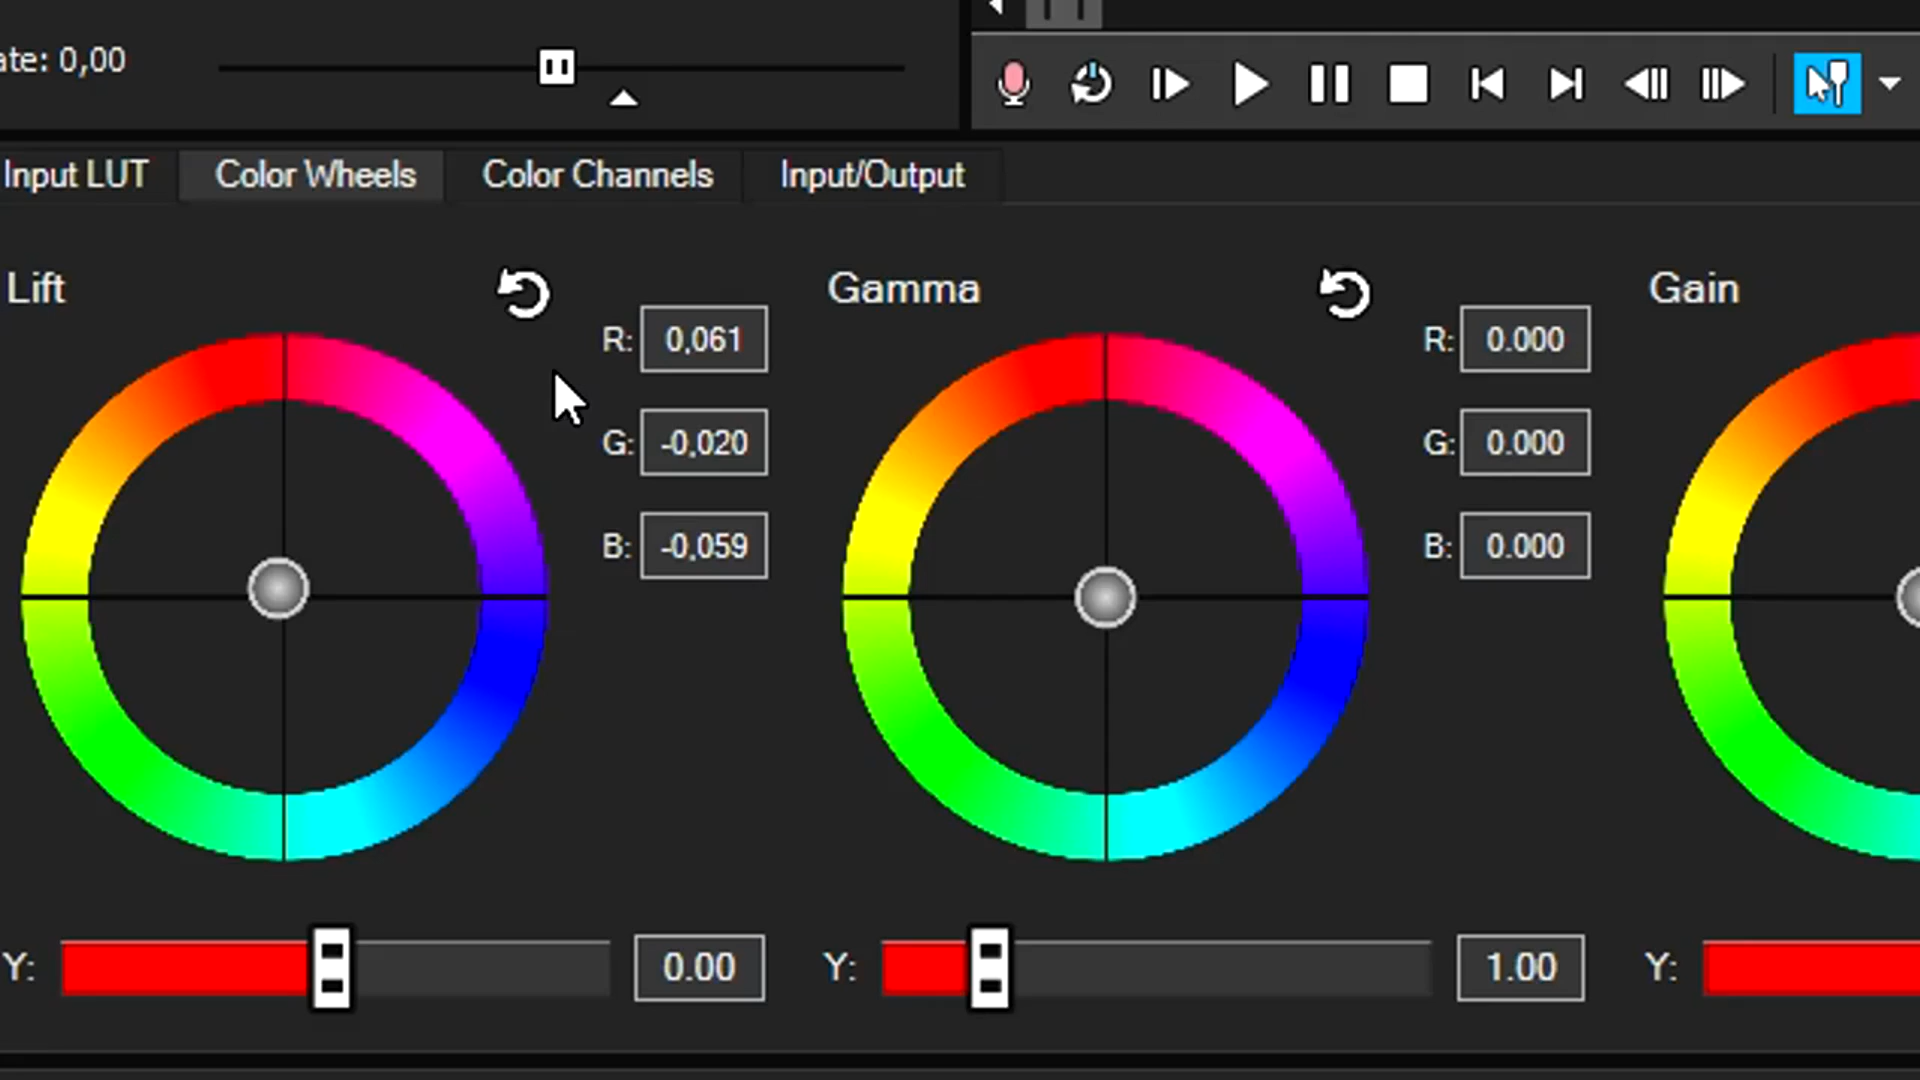 ate: 0,00
Input LUT
Color Wheels
Color Channels
Input/Output
Lift
R: 0,061
G: -0,020
B: -0,059
Y: 0.00
Gamma
R: 0.000
G: 0.000
B: 0.000
Y: 1.00
Gain
Y: